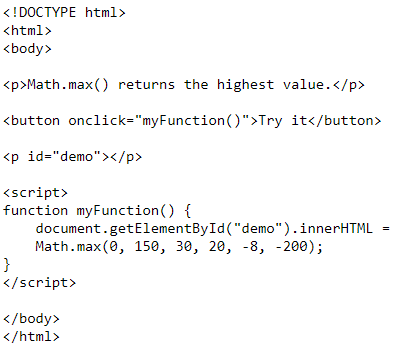 <!DOCTYPE html>
<html>
<body>
<p>Math.max() returns the highest value.</p>
<button onclick="myFunction()">Try it</button>
<p id="demo"></p>
<script>
function myFunction() {
    document.getElementById("demo").innerHTML =
    Math.max(0, 150, 30, 20, -8, -200);
}
</script>
</body>
</html>